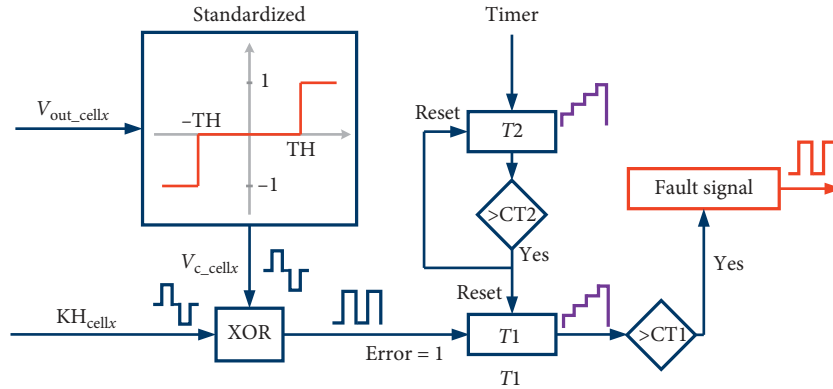 Standardized
Timer
1
V_out_cellx
–TH
TH
–1
Reset
T2
>CT2
Yes
Fault signal
V_c_cellx
Reset
Yes
KH_cellx
XOR
Error = 1
T1
>CT1
T1